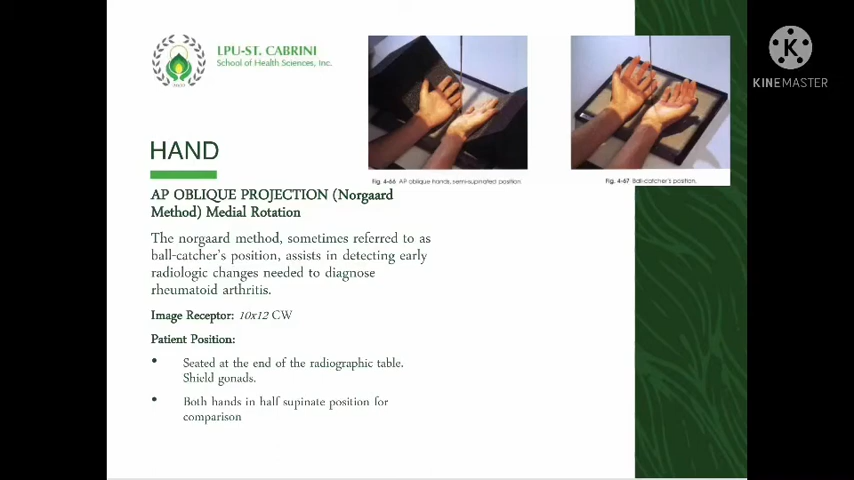 LPU-ST. CABRINI
School of Health Sciences, Inc.
K
KINEMASTER
Fig. 4-66 AP oblique hands, semi-supinated position.
Fig. 4-67 Ball-catcher's position.
HAND
AP OBLIQUE PROJECTION (Norgaard
Method) Medial Rotation
The norgaard method, sometimes referred to as
ball-catcher's position, assists in detecting early
radiologic changes needed to diagnose
rheumatoid arthritis.
Image Receptor: 10x12 CW
Patient Position:
• Seated at the end of the radiographic table.
Shield gonads.
• Both hands in half supinate position for
comparison